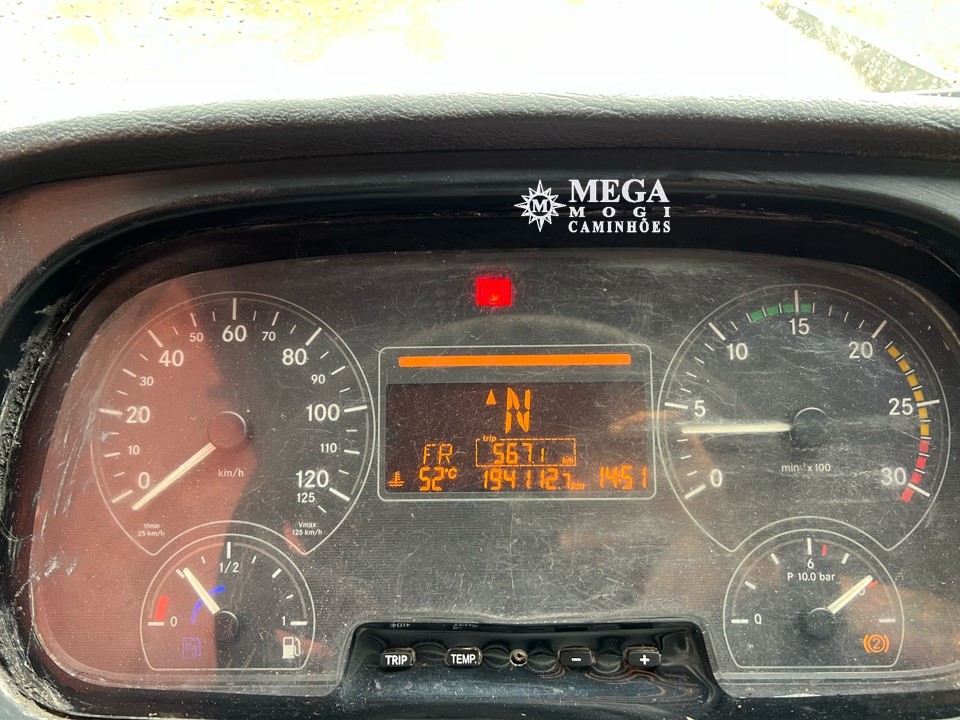 MEGA
MOGI
CAMINHÕES
0
10
20
30
40
50
60
70
80
90
100
110
120
125
km/h
Vmin
25 km/h
Vmax
125 km/h
N
FR
trip
567.1
km
52°C
194112.7 km
1451
0
5
10
15
20
25
30
x 100
0
1/2
1
0
6
P 10.0 bar
2
TRIP
TEMP.
-
+